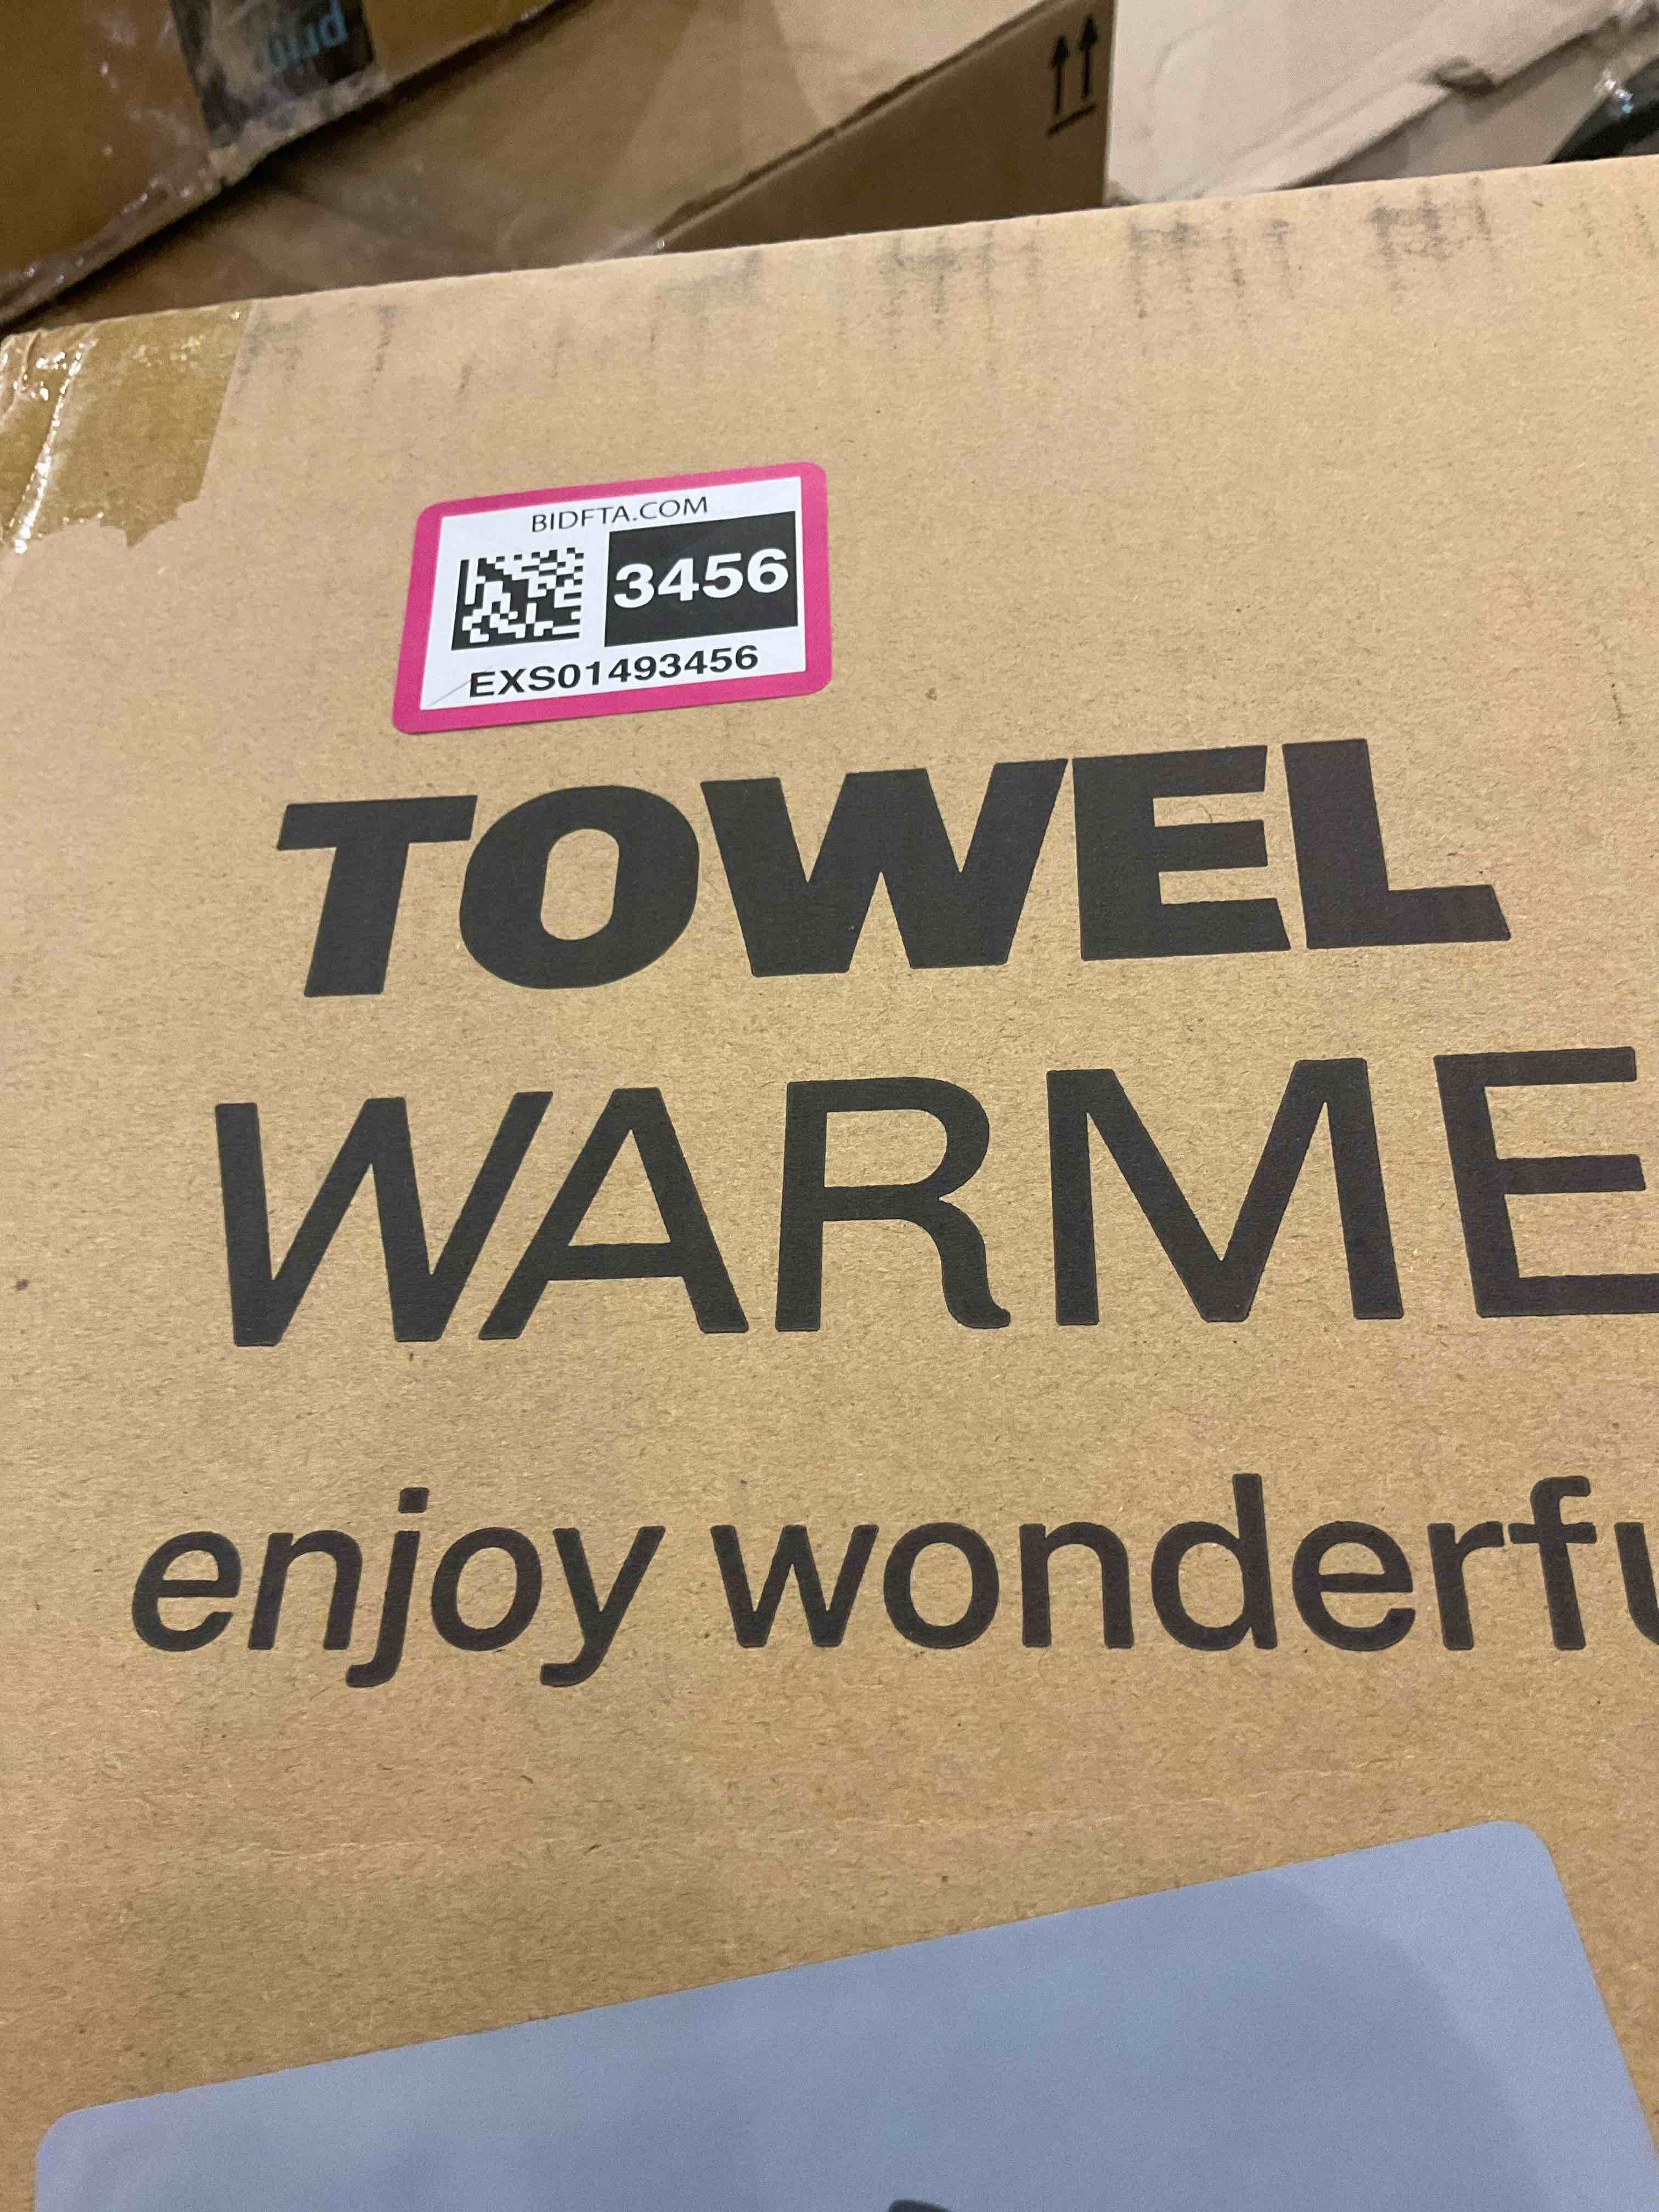 BIDFTA.COM
3456
EXS01493456
TOWEL
WARME
enjoy wonderfu